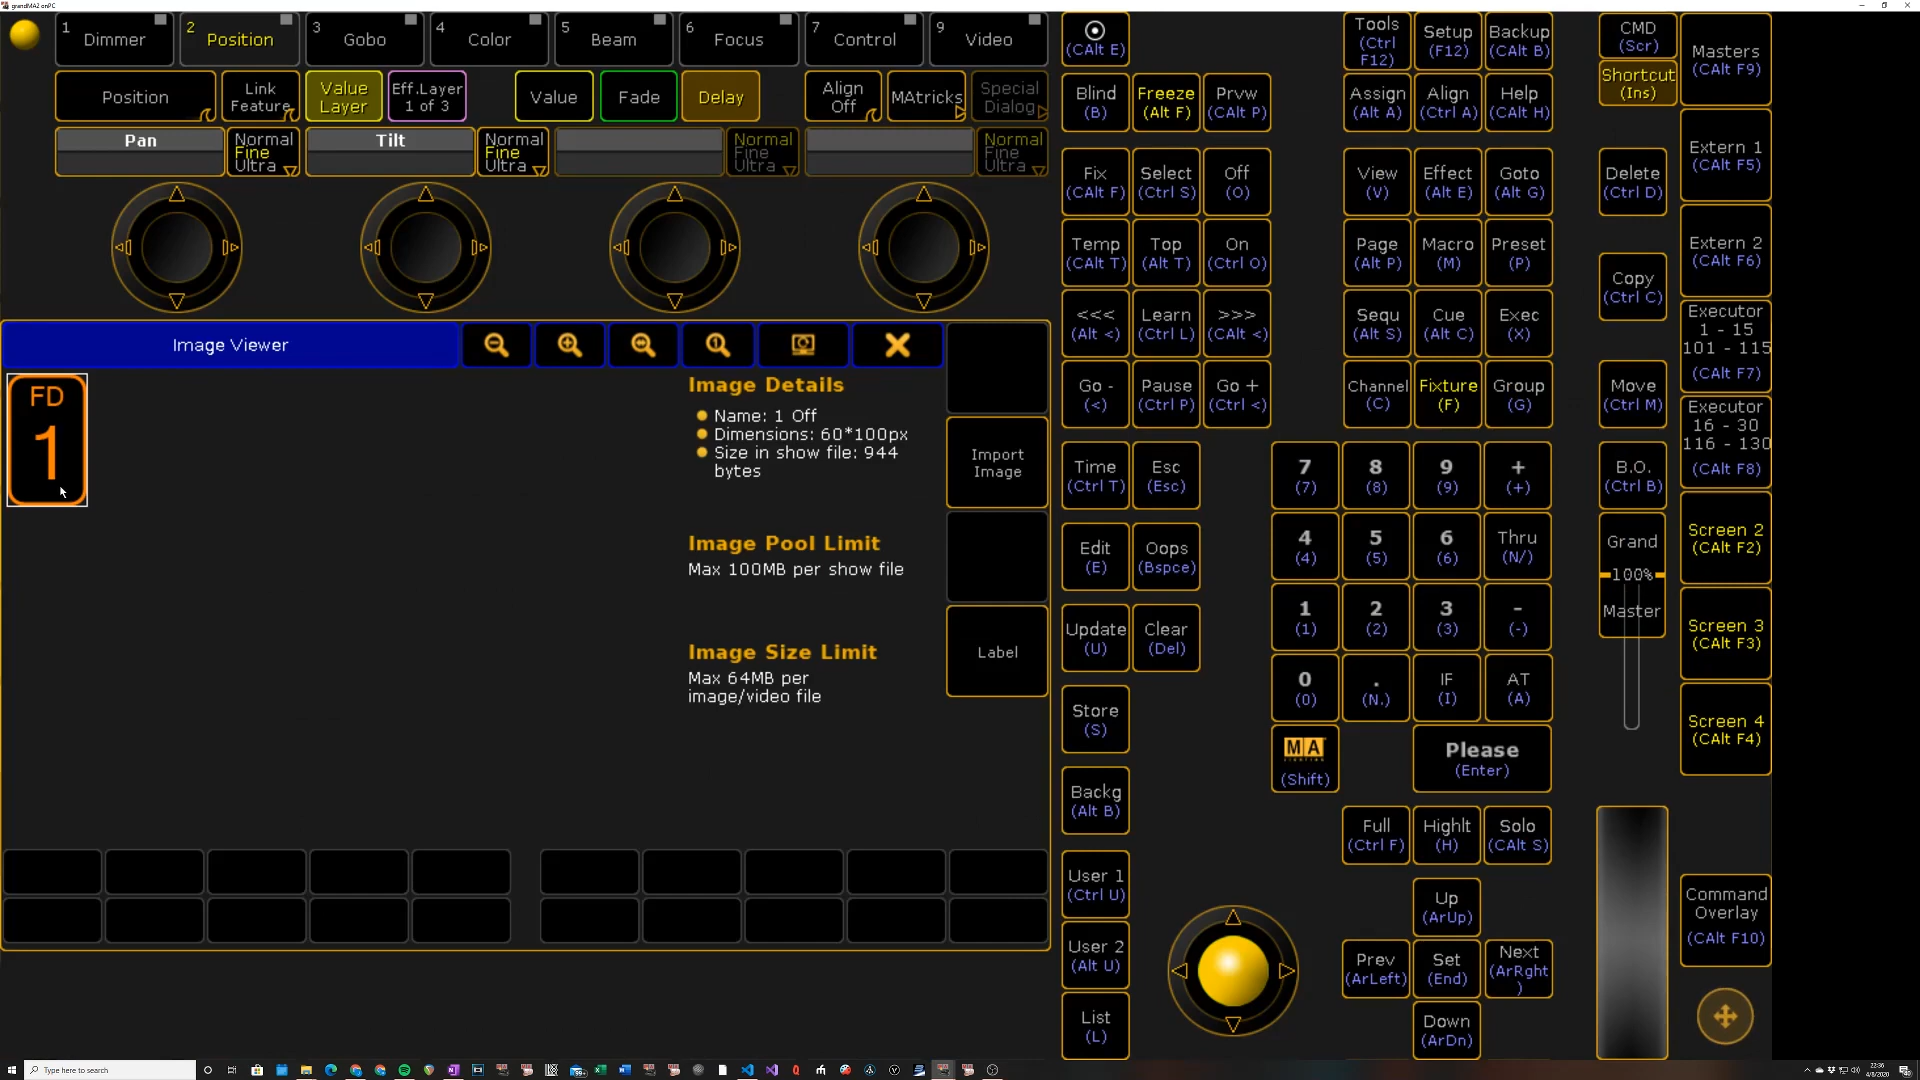 grandMA2 onPC
1 Dimmer
2 Position
3 Gobo
4 Color
5 Beam
6 Focus
7 Control
9 Video
Position
Link
Feature
Value
Layer
Eff.Layer
1 of 3
Value
Fade
Delay
Align
Off
MAtricks
Special
Dialog
Pan
Normal
Fine
Ultra
Tilt
Normal
Fine
Ultra
Normal
Fine
Ultra
Normal
Fine
Ultra
Image Viewer
FD
1
Image Details
Name: 1 Off
Dimensions: 60*100px
Size in show file: 944
bytes
Image Pool Limit
Max 100MB per show file
Image Size Limit
Max 64MB per
image/video file
Import
Image
Label
(CAlt E)
Blind
(B)
Freeze
(Alt F)
Prvw
(CAlt P)
Fix
(CAlt F)
Select
(Ctrl S)
Off
(O)
Temp
(CAlt T)
Top
(Alt T)
On
(Ctrl O)
<<<
(Alt <)
Learn
(Ctrl L)
>>>
(CAlt <)
Go -
(<)
Pause
(Ctrl P)
Go +
(Ctrl <)
Time
(Ctrl T)
Esc
(Esc)
Edit
(E)
Oops
(Bspce)
Update
(U)
Clear
(Del)
Store
(S)
Backg
(Alt B)
User 1
(Ctrl U)
User 2
(Alt U)
List
(L)
Tools
(Ctrl
F12)
Setup
(F12)
Backup
(CAlt B)
Assign
(Alt A)
Align
(Ctrl A)
Help
(CAlt H)
View
(V)
Effect
(Alt E)
Goto
(Alt G)
Page
(Alt P)
Macro
(M)
Preset
(P)
Sequ
(Alt S)
Cue
(Alt C)
Exec
(X)
Channel
(C)
Fixture
(F)
Group
(G)
7
(7)
8
(8)
9
(9)
+
(+)
4
(4)
5
(5)
6
(6)
Thru
(N/)
1
(1)
2
(2)
3
(3)
-
(-)
0
(0)
.
(N.)
IF
(I)
AT
(A)
MA
LIGHTING
(Shift)
Please
(Enter)
Full
(Ctrl F)
Highlt
(H)
Solo
(CAlt S)
Up
(ArUp)
Prev
(ArLeft)
Set
(End)
Next
(ArRght
)
Down
(ArDn)
CMD
(Scr)
Shortcut
(Ins)
Delete
(Ctrl D)
Copy
(Ctrl C)
Move
(Ctrl M)
B.O.
(Ctrl B)
Grand
100%
Master
Masters
(CAlt F9)
Extern 1
(CAlt F5)
Extern 2
(CAlt F6)
Executor
1 - 15
101 - 115
(CAlt F7)
Executor
16 - 30
116 - 130
(CAlt F8)
Screen 2
(CAlt F2)
Screen 3
(CAlt F3)
Screen 4
(CAlt F4)
Command
Overlay
(CAlt F10)
Type here to search
22:36
4/8/2020